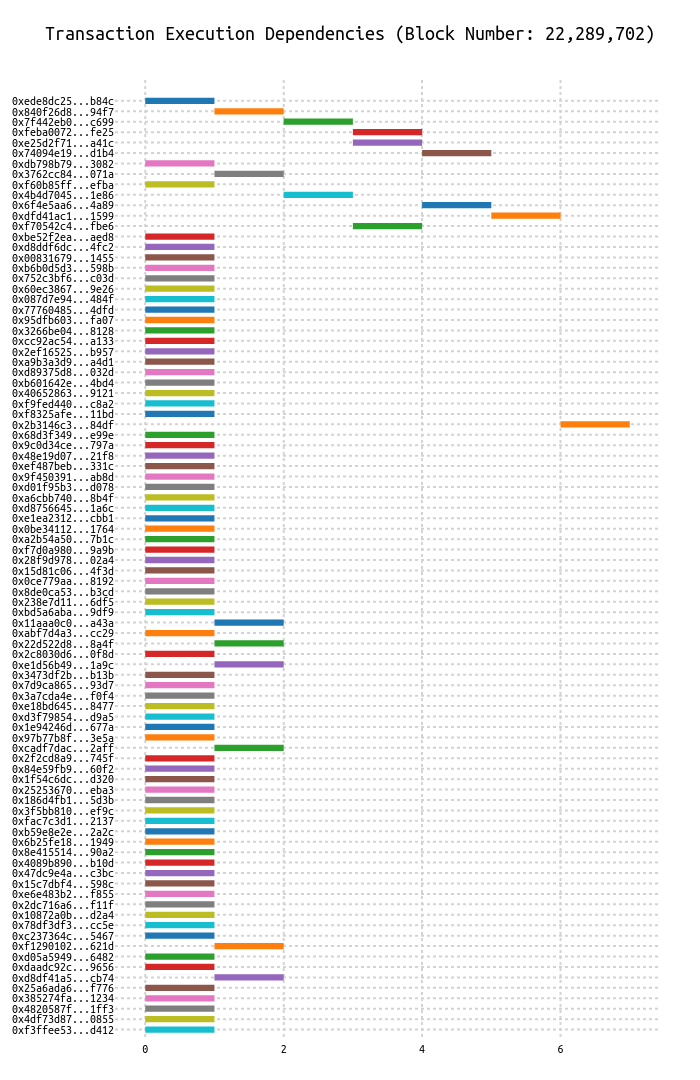 Transaction Execution Dependencies (Block Number: 22,289,702)
0xede8dc25...b84c
0x840f26d8...94f7
0x7f442eb0...c699
0xfeba0072...fe25
0xe25d2f71...a41c
0x74094e19...d1b4
0xdb798b79...3082
0x3762cc84...071a
0xf60b85ff...efba
0x4b4d7045...1e86
0x6f4e5aa6...4a89
0xdfd41ac1...1599
0xf70542c4...fbe6
0xbe52f2ea...aed8
0xd8ddf6dc...4fc2
0x00831679...1455
0xb6b0d5d3...598b
0x752c3bf6...c03d
0x60ec3867...9e26
0x087d7e94...484f
0x77760485...4dfd
0x95dfb603...fa07
0x3266be04...8128
0xcc92ac54...a133
0x2ef16525...b957
0xa9b3a3d9...a4d1
0xd89375d8...032d
0xb601642e...4bd4
0x40652863...9121
0xf9fed440...c8a2
0xf8325afe...11bd
0x2b3146c3...84df
0x68d3f349...e99e
0x9c0d34ce...797a
0x48e19d07...21f8
0xef487beb...331c
0x9f450391...ab8d
0xd01f95b3...d078
0xa6cbb740...8b4f
0xd8756645...1a6c
0xe1ea2312...cbb1
0x0be34112...1764
0xa2b54a50...7b1c
0xf7d0a980...9a9b
0x28f9d978...02a4
0x15d81c06...4f3d
0x0ce779aa...8192
0x8de0ca53...b3cd
0x238e7d11...6df5
0xbd5a6aba...9df9
0x11aaa0c0...a43a
0xabf7d4a3...cc29
0x22d522d8...8a4f
0x2c8030d6...0f8d
0xe1d56b49...1a9c
0x3473df2b...b13b
0x7d9ca865...93d7
0x3a7cda4e...f0f4
0xe18bd645...8477
0xd3f79854...d9a5
0x1e94246d...677a
0x97b77b8f...3e5a
0xcadf7dac...2aff
0x2f2cd8a9...745f
0x84e59fb9...60f2
0x1f54c6dc...d320
0x25253670...eba3
0x186d4fb1...5d3b
0x3f5bb810...ef9c
0xfac7c3d1...2137
0xb59e8e2e...2a2c
0x6b25fe18...1949
0x8e415514...90a2
0x4089b890...b10d
0x47dc9e4a...c3bc
0x15c7dbf4...598c
0xe6e483b2...f855
0x2dc716a6...f11f
0x10872a0b...d2a4
0x78df3df3...cc5e
0xc237364c...5467
0xf1290102...621d
0xd05a5949...6482
0xdaadc92c...9656
0xd8df41a5...cb74
0x25a6ada6...f776
0x385274fa...1234
0x4820587f...1ff3
0x4df73d87...0855
0xf3ffee53...d412
0 2 4 6